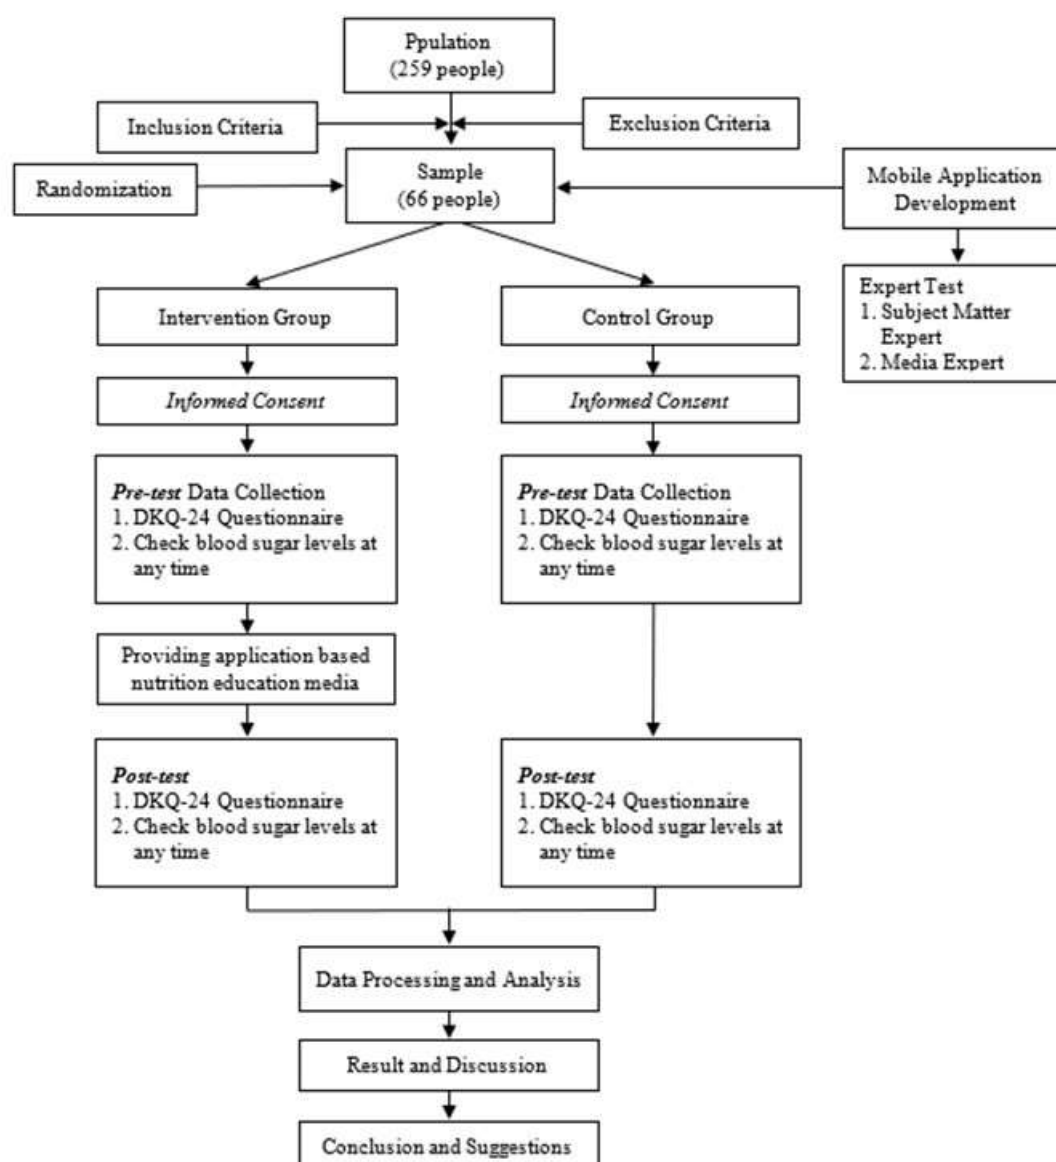 Ppulation
(259 people)
Inclusion Criteria
Exclusion Criteria
Randomization
Sample
(66 people)
Mobile Application
Development
Expert Test
1. Subject Matter
Expert
2. Media Expert
Intervention Group
Control Group
Informed Consent
Informed Consent
Pre-test Data Collection
1. DKQ-24 Questionnaire
2. Check blood sugar levels at
any time
Pre-test Data Collection
1. DKQ-24 Questionnaire
2. Check blood sugar levels at
any time
Providing application based
nutrition education media
Post-test
1. DKQ-24 Questionnaire
2. Check blood sugar levels at
any time
Post-test
1. DKQ-24 Questionnaire
2. Check blood sugar levels at
any time
Data Processing and Analysis
Result and Discussion
Conclusion and Suggestions